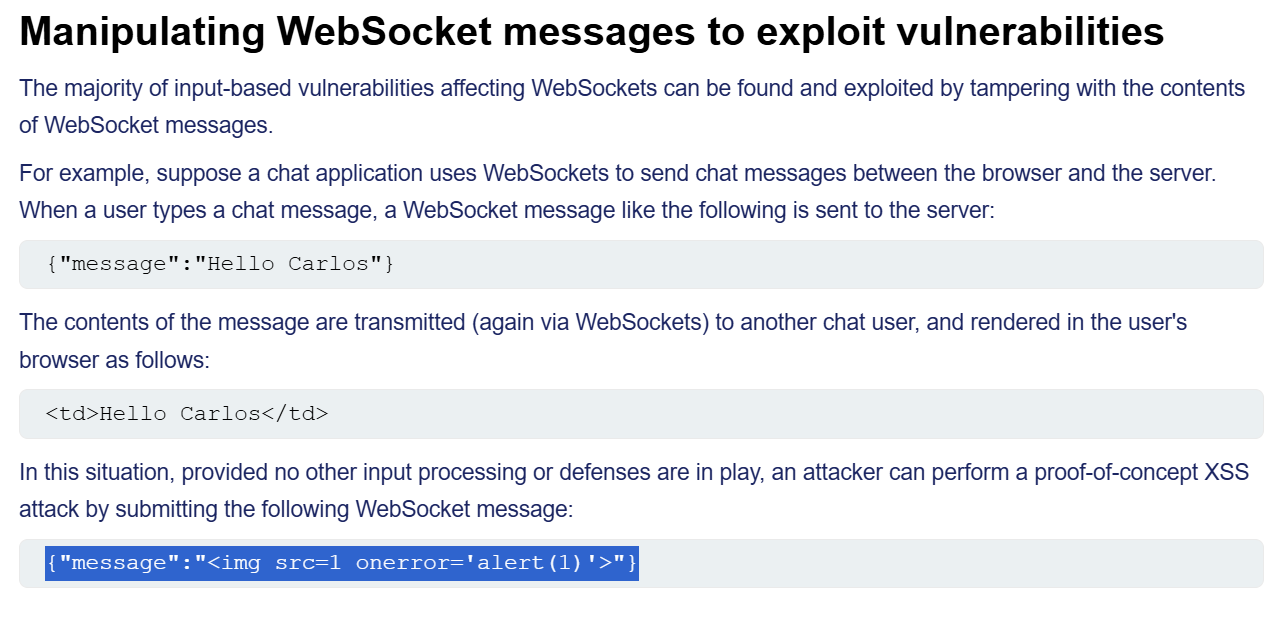 Manipulating WebSocket messages to exploit vulnerabilities
The majority of input-based vulnerabilities affecting WebSockets can be found and exploited by tampering with the contents
of WebSocket messages.
For example, suppose a chat application uses WebSockets to send chat messages between the browser and the server.
When a user types a chat message, a WebSocket message like the following is sent to the server:
{"message":"Hello Carlos"}
The contents of the message are transmitted (again via WebSockets) to another chat user, and rendered in the user's
browser as follows:
<td>Hello Carlos</td>
In this situation, provided no other input processing or defenses are in play, an attacker can perform a proof-of-concept XSS
attack by submitting the following WebSocket message:
{"message":"<img src=1 onerror='alert(1)'>"}